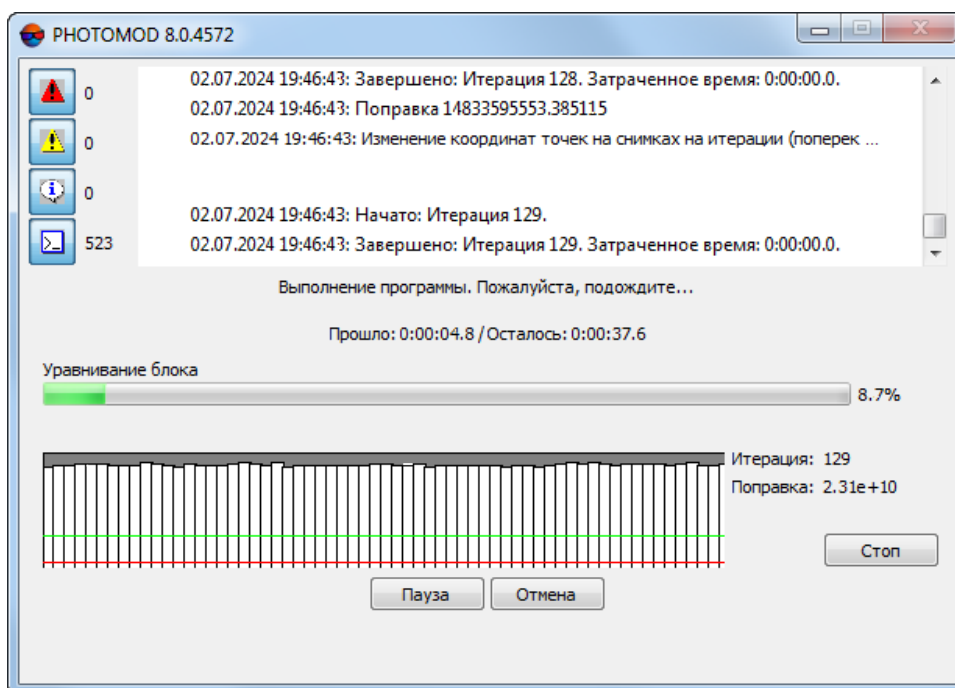 PHOTOMOD 8.0.4572
0
02.07.2024 19:46:43: Завершено: Итерация 128. Затраченное время: 0:00:00.0.
02.07.2024 19:46:43: Поправка 14833595553.385115
0
02.07.2024 19:46:43: Изменение координат точек на снимках на итерации (поперек ...
0
02.07.2024 19:46:43: Начато: Итерация 129.
523
02.07.2024 19:46:43: Завершено: Итерация 129. Затраченное время: 0:00:00.0.
Выполнение программы. Пожалуйста, подождите...
Прошло: 0:00:04.8 / Осталось: 0:00:37.6
Уравнивание блока
8.7%
Итерация: 129
Поправка: 2.31e+10
Стоп
Пауза Отмена